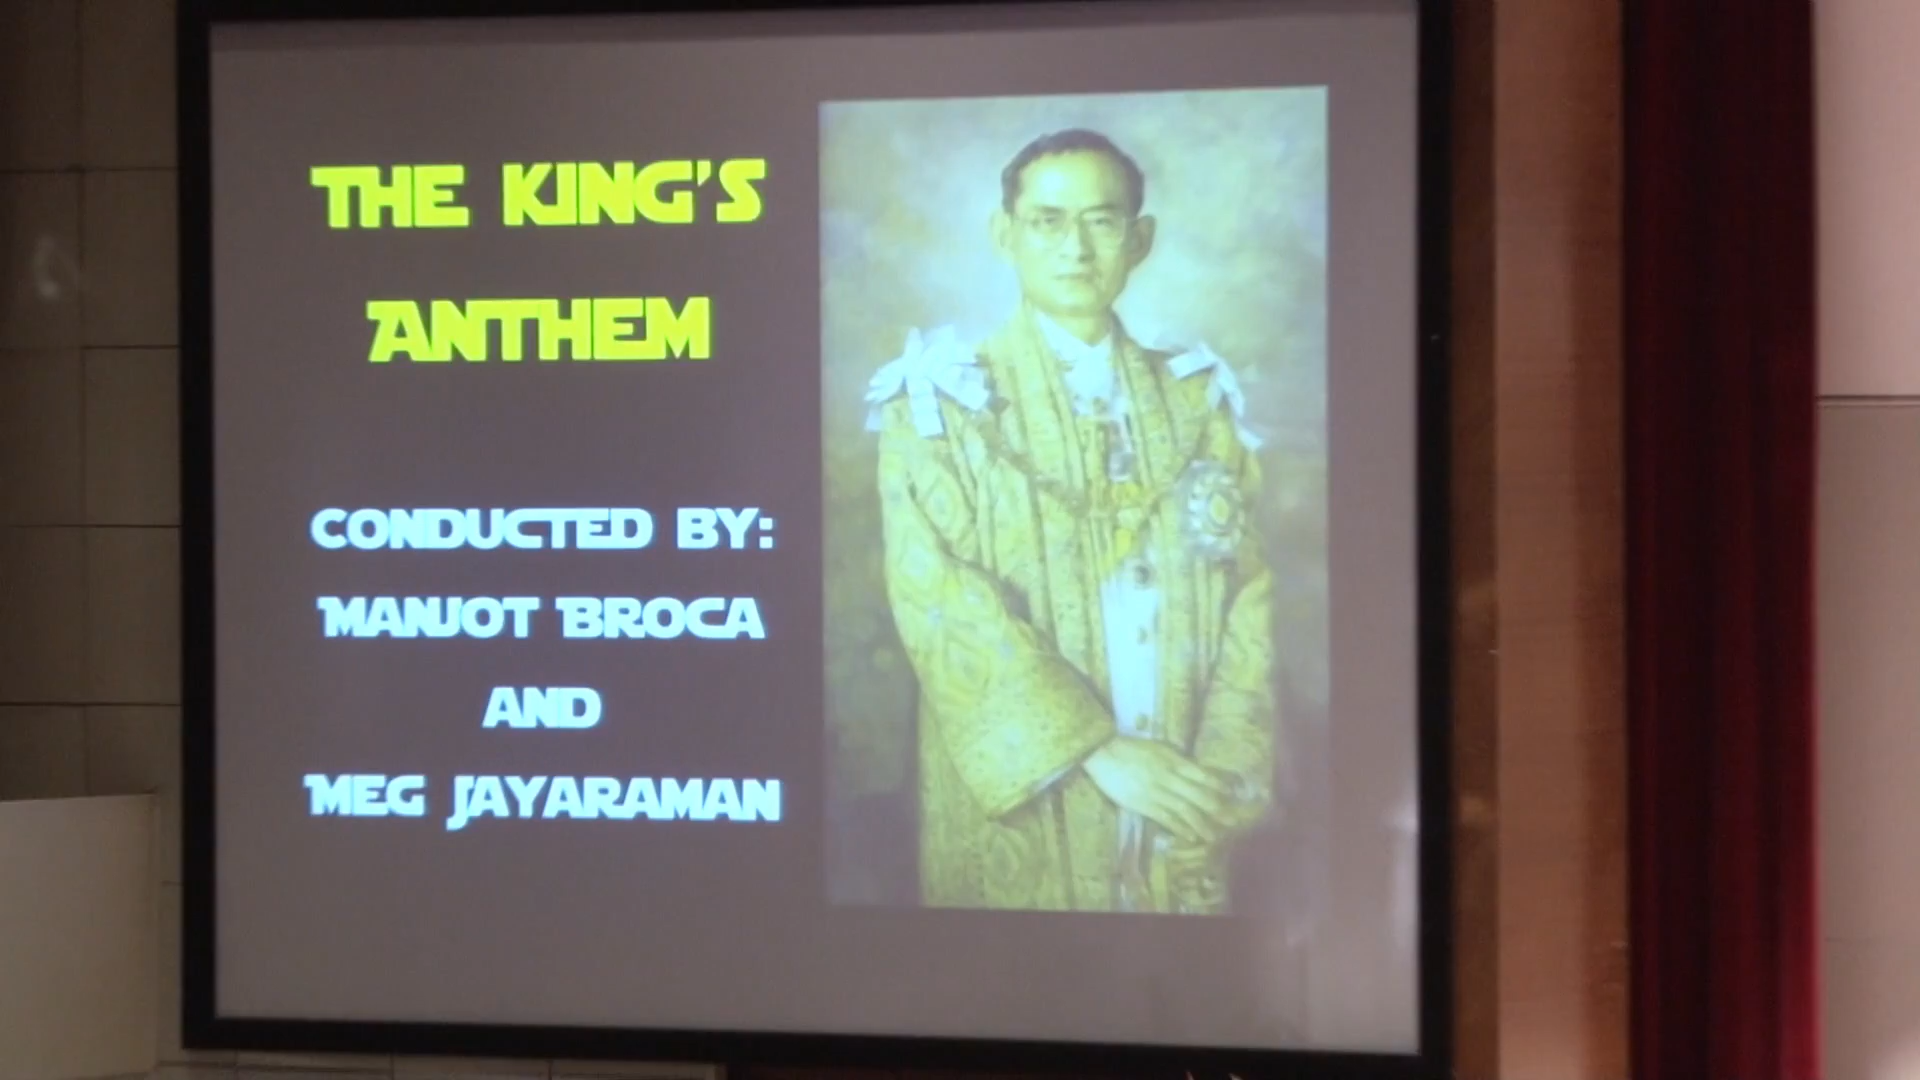 THE KING'S
ANTHEM
CONDUCTED BY:
MANJOT BROCA
AND
MEG JAYARAMAN